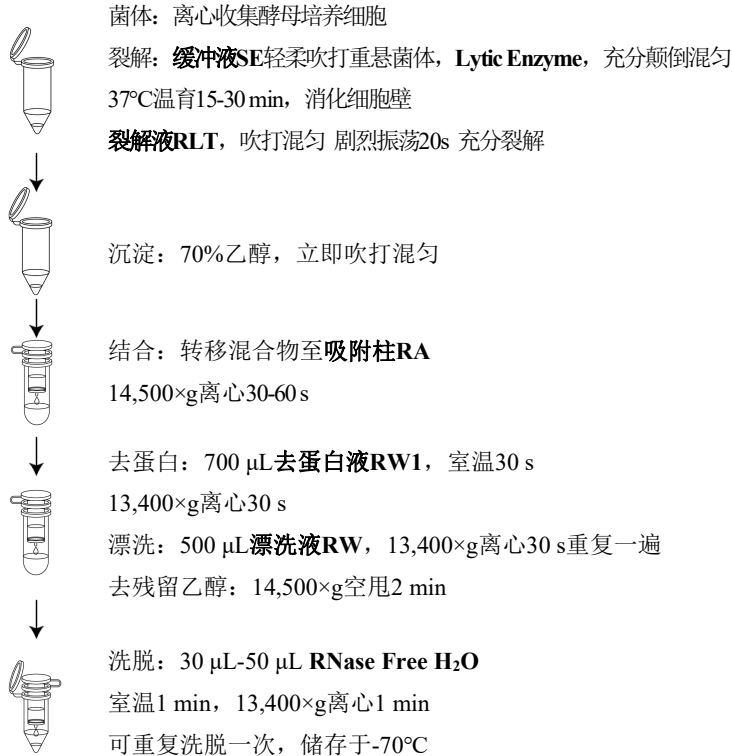 菌体：离心收集酵母培养细胞
裂解：缓冲液SE轻柔吹打重悬菌体，Lytic Enzyme，充分颠倒混匀
37°C温育15-30 min，消化细胞壁
裂解液RLT，吹打混匀 剧烈振荡20s 充分裂解
沉淀：70%乙醇，立即吹打混匀
结合：转移混合物至吸附柱RA
14,500×g离心30-60 s
去蛋白：700 μL去蛋白液RW1，室温30 s
13,400×g离心30 s
漂洗：500 μL漂洗液RW，13,400×g离心30 s重复一遍
去残留乙醇：14,500×g空甩2 min
洗脱：30 μL-50 μL RNase Free H₂O
室温1 min，13,400×g离心1 min
可重复洗脱一次，储存于-70°C